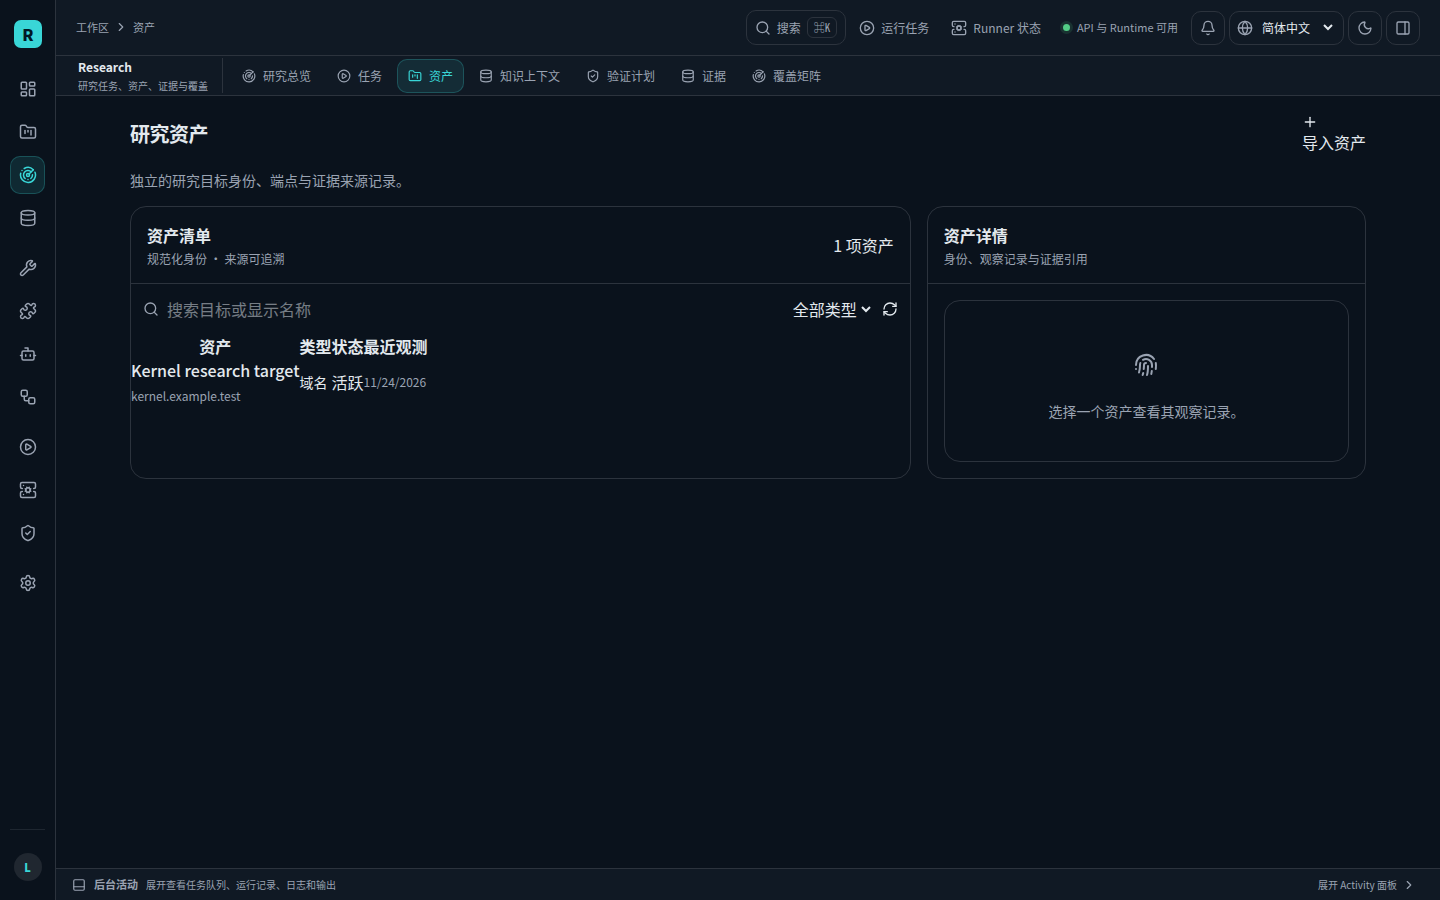 R
工作区 > 资产
搜索 ⌘K
运行任务
Runner 状态
API 与 Runtime 可用
简体中文
Research
研究任务、资产、证据与覆盖
研究总览
任务
资产
知识上下文
验证计划
证据
覆盖矩阵
研究资产
+
导入资产
独立的研究目标身份、端点与证据来源记录。
资产清单
规范化身份 · 来源可追溯
1 项资产
搜索目标或显示名称
全部类型
资产 类型 状态 最近观测
Kernel research target
kernel.example.test
域名 活跃 11/24/2026
资产详情
身份、观察记录与证据引用
选择一个资产查看其观察记录。
L
后台活动 展开查看任务队列、运行记录、日志和输出
展开 Activity 面板